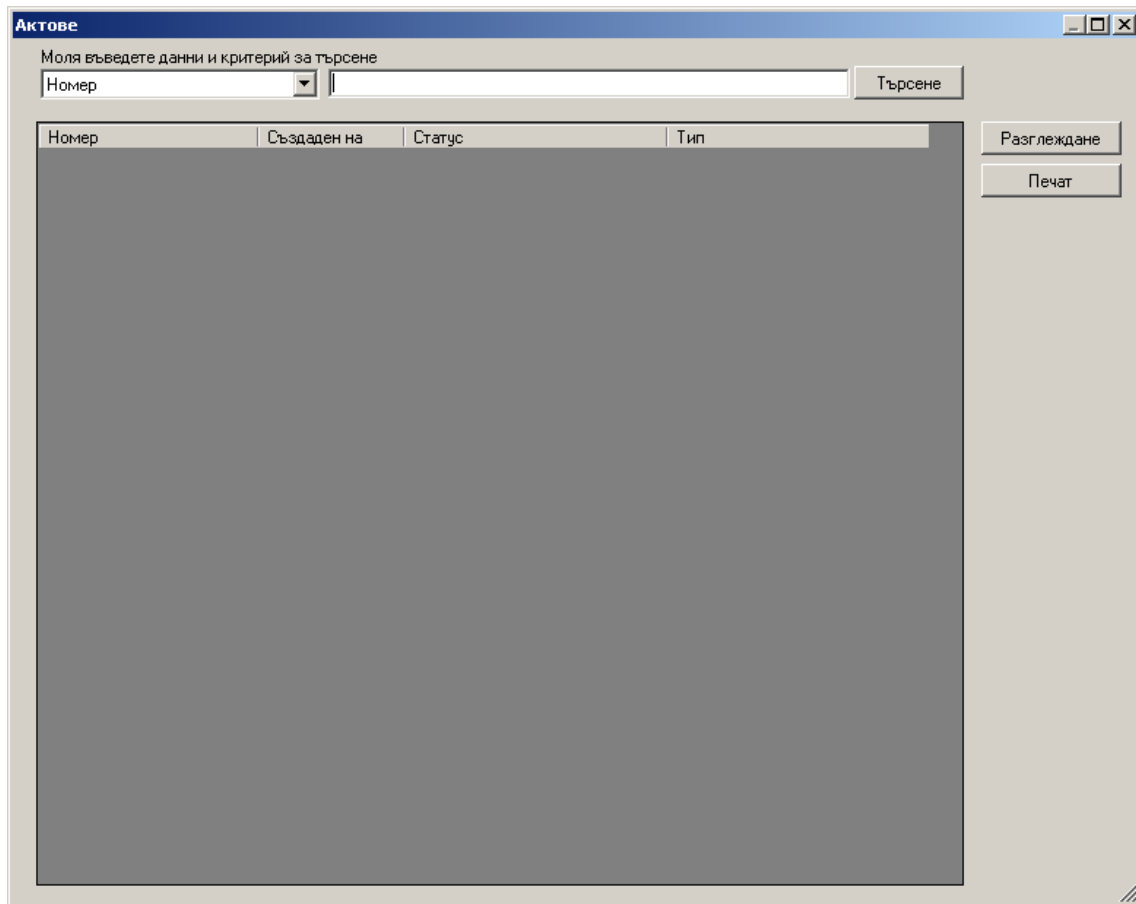 Актове
Моля въведете данни и критерий за търсене
Номер
Търсене
Номер Създаден на Статус Тип
Разглеждане
Печат